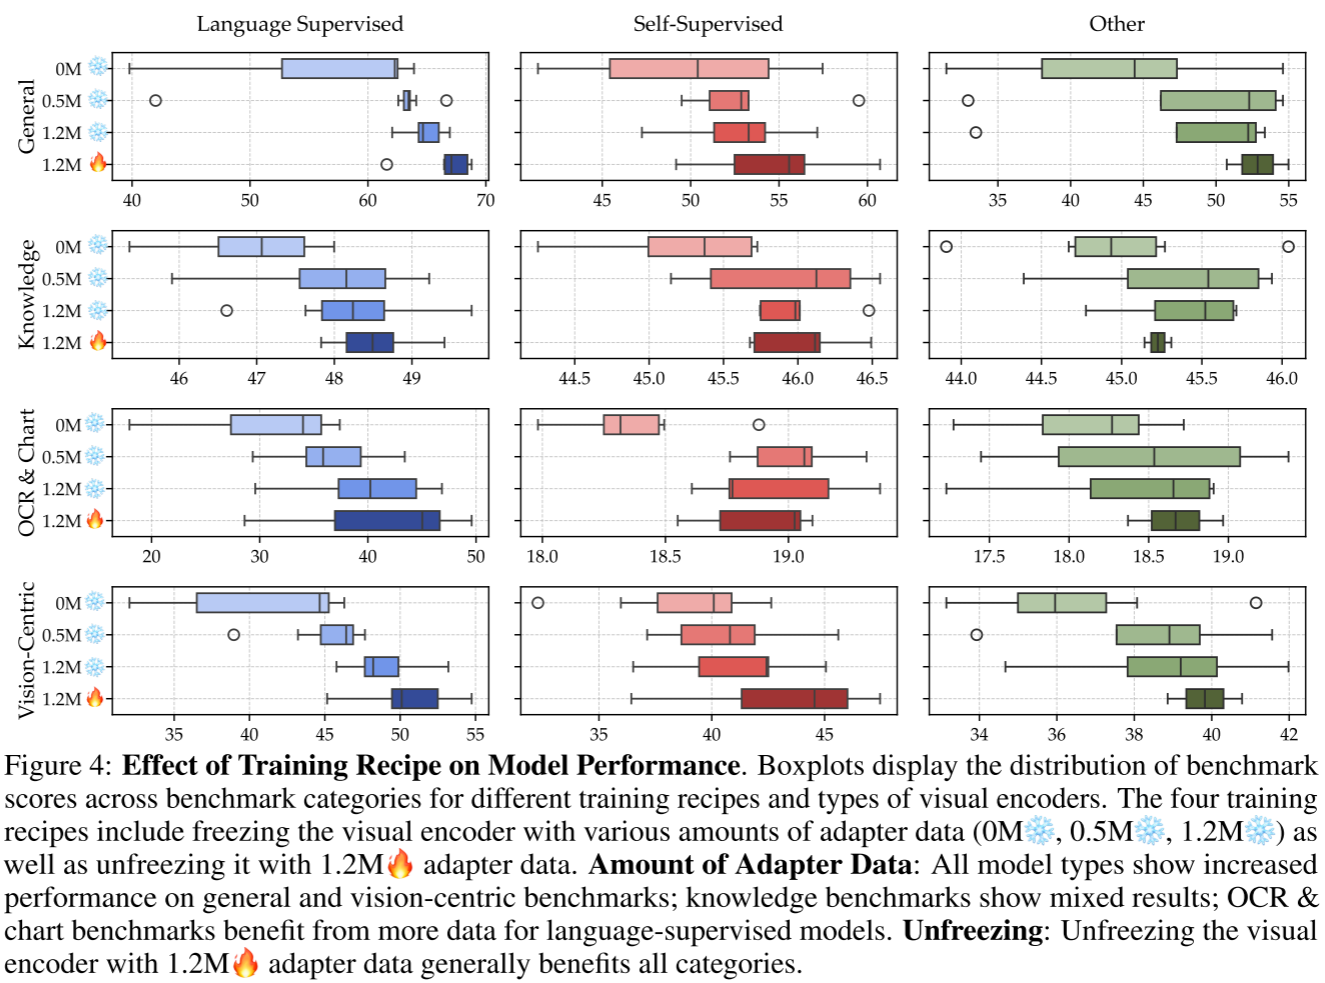 Language Supervised
Self-Supervised
Other
General
0M❄️
0.5M❄️
1.2M❄️
1.2M🔥
40 50 60 70
45 50 55 60
35 40 45 50 55
Knowledge
0M❄️
0.5M❄️
1.2M❄️
1.2M🔥
46 47 48 49
44.5 45.0 45.5 46.0 46.5
44.0 44.5 45.0 45.5 46.0
OCR & Chart
0M❄️
0.5M❄️
1.2M❄️
1.2M🔥
20 30 40 50
18.0 18.5 19.0
17.5 18.0 18.5 19.0
Vision-Centric
0M❄️
0.5M❄️
1.2M❄️
1.2M🔥
35 40 45 50 55
35 40 45
34 36 38 40 42
Figure 4: Effect of Training Recipe on Model Performance. Boxplots display the distribution of benchmark
scores across benchmark categories for different training recipes and types of visual encoders. The four training
recipes include freezing the visual encoder with various amounts of adapter data (0M❄️, 0.5M❄️, 1.2M❄️) as
well as unfreezing it with 1.2M🔥 adapter data. Amount of Adapter Data: All model types show increased
performance on general and vision-centric benchmarks; knowledge benchmarks show mixed results; OCR &
chart benchmarks benefit from more data for language-supervised models. Unfreezing: Unfreezing the visual
encoder with 1.2M🔥 adapter data generally benefits all categories.